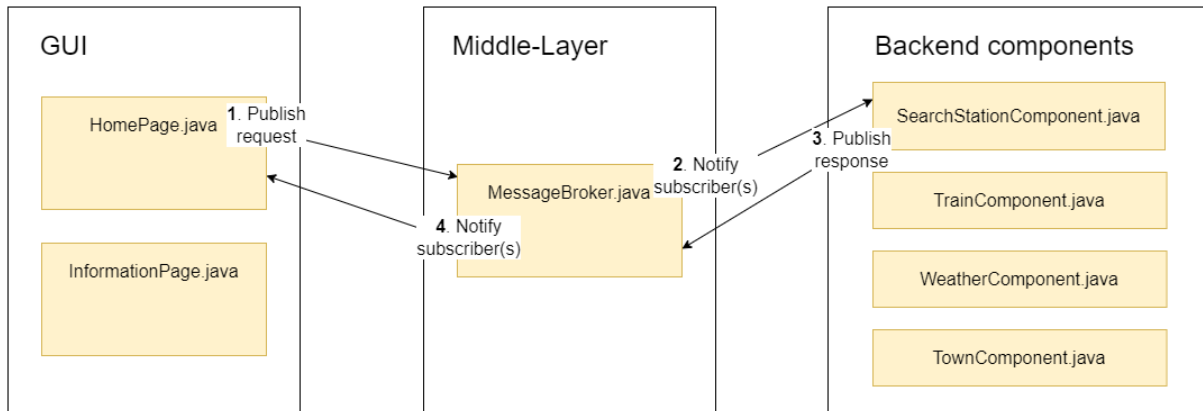 GUI
HomePage.java
InformationPage.java
1. Publish
request
4. Notify
subscriber(s)
Middle-Layer
MessageBroker.java
2. Notify
subscriber(s)
3. Publish
response
Backend components
SearchStationComponent.java
TrainComponent.java
WeatherComponent.java
TownComponent.java